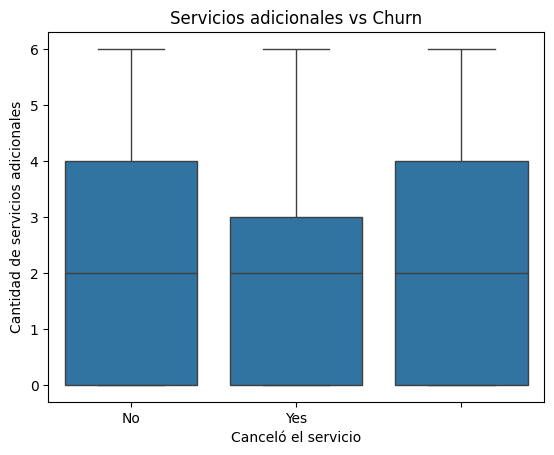 Servicios adicionales vs Churn
Cantidad de servicios adicionales
6
5
4
3
2
1
0
No Yes
Canceló el servicio